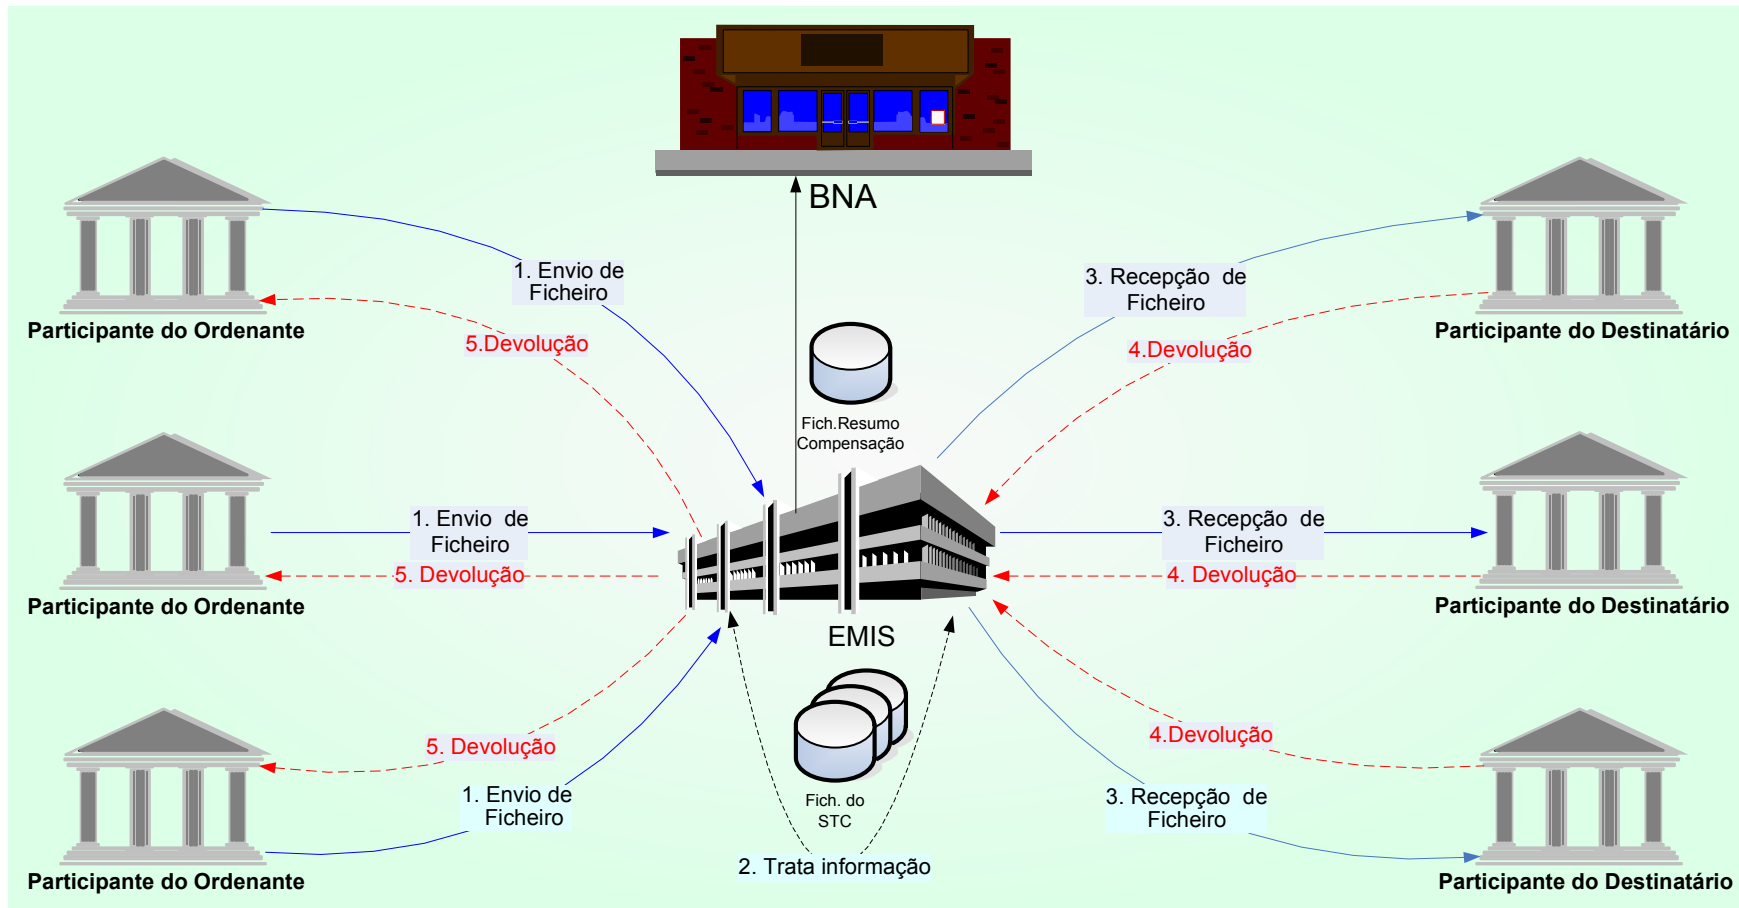 BNA
1. Envio de
Ficheiro
3. Recepção de
Ficheiro
Participante do Ordenante
5.Devolução
Participante do Destinatário
4.Devolução
Fich.Resumo
Compensação
1. Envio de
Ficheiro
3. Recepção de
Ficheiro
5. Devolução
4. Devolução
Participante do Ordenante
Participante do Destinatário
EMIS
5. Devolução
4.Devolução
1. Envio de
Ficheiro
Fich. do
STC
3. Recepção de
Ficheiro
2. Trata informação
Participante do Ordenante
Participante do Destinatário